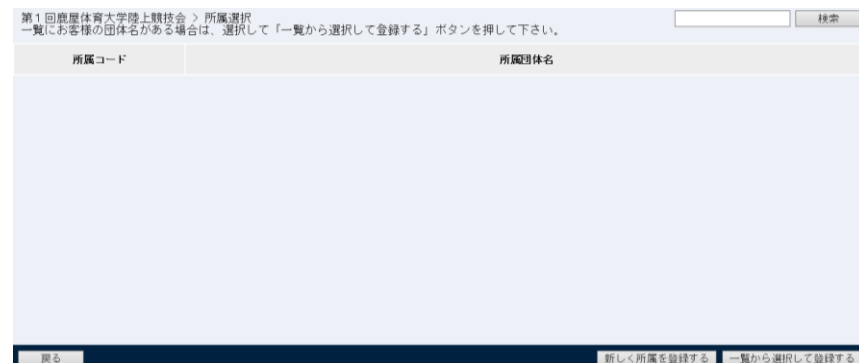 第1回鹿屋体育大学陸上競技会 > 所属選択
一覧にお客様の団体名がある場合は、選択して「一覧から選択して登録する」ボタンを押して下さい。
検索
所属コード
所属団体名
戻る
新しく所属を登録する
一覧から選択して登録する